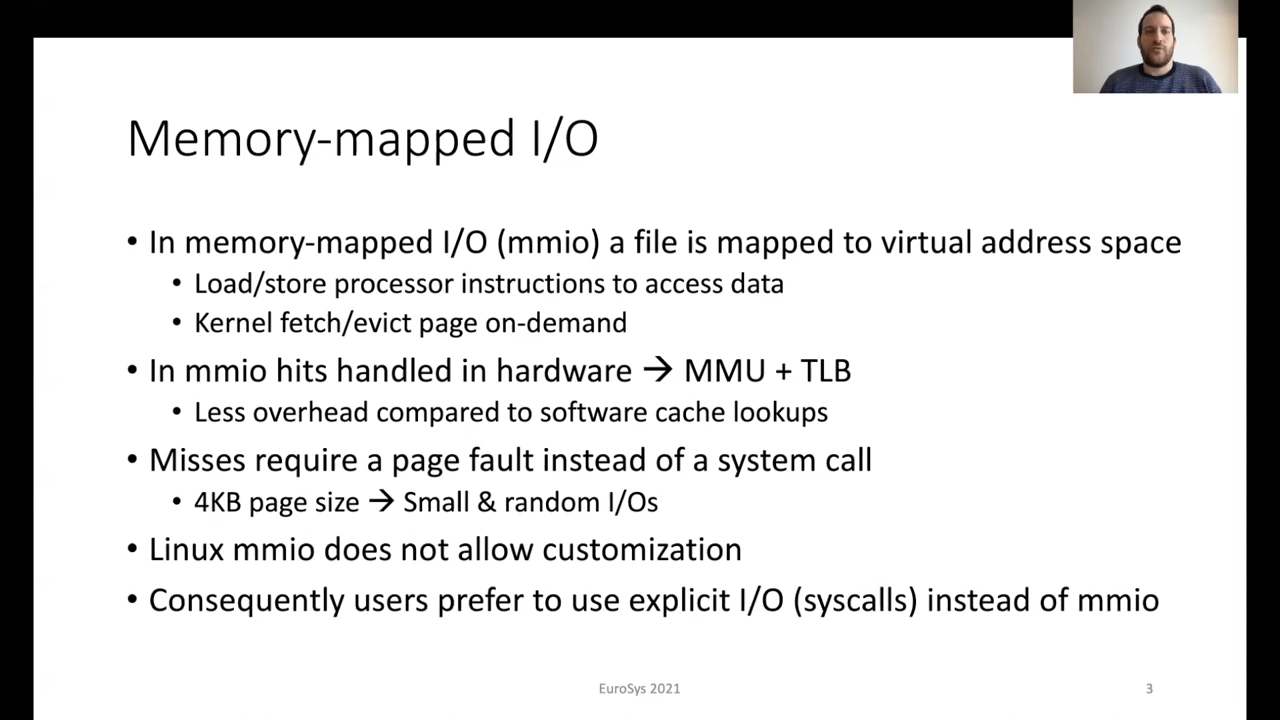 Memory-mapped I/O
• In memory-mapped I/O (mmio) a file is mapped to virtual address space
• Load/store processor instructions to access data
• Kernel fetch/evict page on-demand
• In mmio hits handled in hardware → MMU + TLB
• Less overhead compared to software cache lookups
• Misses require a page fault instead of a system call
• 4KB page size → Small & random I/Os
• Linux mmio does not allow customization
• Consequently users prefer to use explicit I/O (syscalls) instead of mmio
EuroSys 2021
3